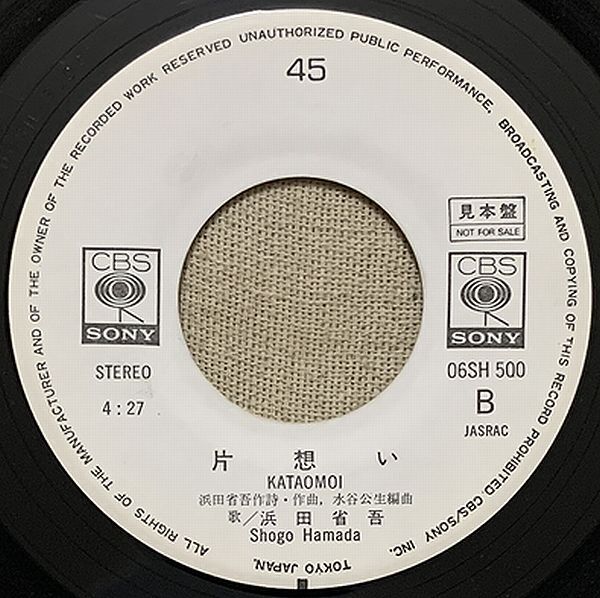 ALL RIGHTS OF THE MANUFACTURER AND OF THE OWNER OF THE RECORDED WORK RESERVED UNAUTHORIZED PUBLIC PERFORMANCE, BROADCASTING AND COPYING OF THIS RECORD PROHIBITED CBS/SONY INC.
TOKYO JAPAN.
45
見本盤
NOT FOR SALE
CBS
SONY
CBS
SONY
STEREO
06SH 500
4:27
B
JASRAC
片想い
KATAOMOI
浜田省吾作詩・作曲, 水谷公生編曲
歌/浜田省吾
Shogo Hamada